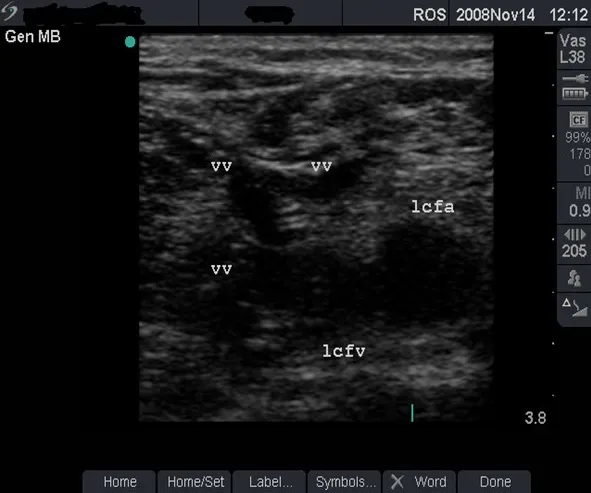 ROS 2008Nov14 12:12
Gen MB
Vas
L38
CF
99%
178
0
MI
0.9
205
vv vv
lcfa
vv
lcfv
3.8
Home Home/Set Label... Symbols... X Word Done